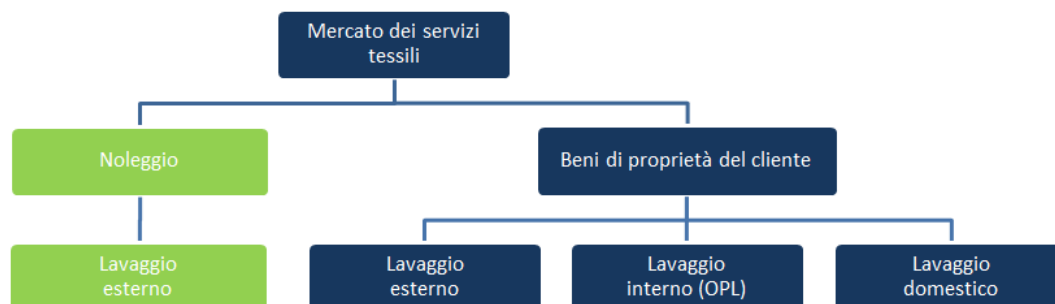 Mercato dei servizi
tessili
Noleggio
Beni di proprietà del cliente
Lavaggio
esterno
Lavaggio
esterno
Lavaggio
interno (OPL)
Lavaggio
domestico